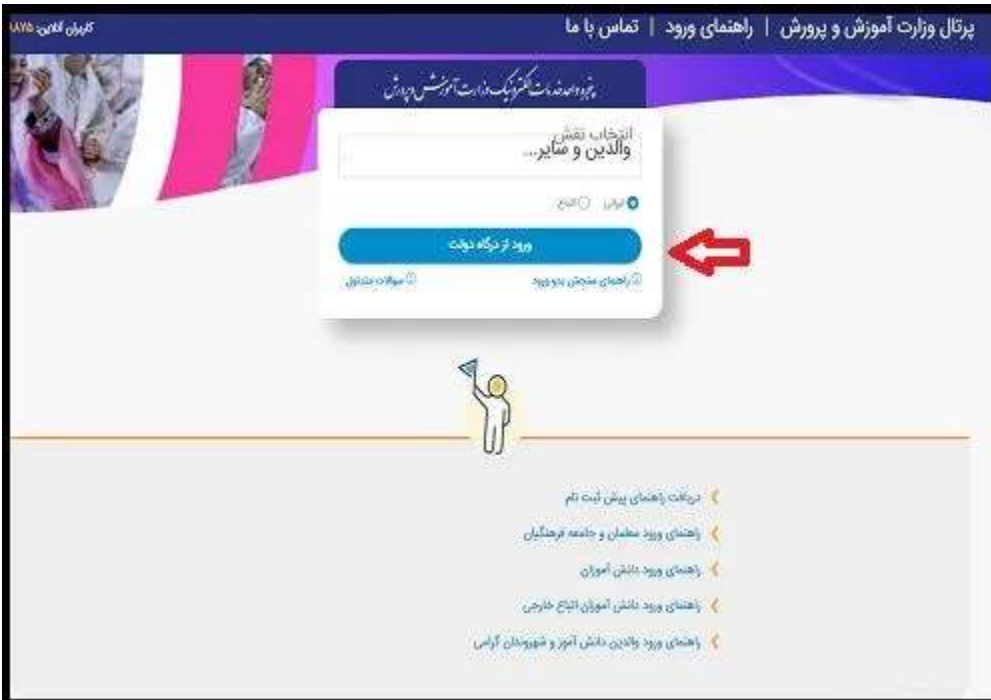 پرتال وزارت آموزش و پرورش | راهنمای ورود | تماس با ما
کاربران آنلاین:
پنجره واحد خدمات الکترونیک وزارت آموزش و پرورش
انتخاب نقش
والدین و سایر...
ایرانی اتباع
ورود از درگاه دولت
راهنمای سنجش بدو ورود
سوالات متداول
دریافت راهنمای پیش ثبت نام
راهنمای ورود معلمان و جامعه فرهنگیان
راهنمای ورود دانش آموزان
راهنمای ورود دانش آموزان اتباع خارجی
راهنمای ورود والدین دانش آموز و شهروندان گرامی